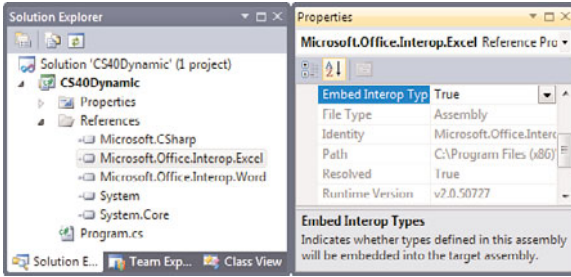 Solution Explorer
Solution 'CS40Dynamic' (1 project)
CS40Dynamic
Properties
References
Microsoft.CSharp
Microsoft.Office.Interop.Excel
Microsoft.Office.Interop.Word
System
System.Core
Program.cs
Solution E... Team Exp... Class View
Properties
Microsoft.Office.Interop.Excel Reference Pro
Embed Interop Typ True
File Type Assembly
Identity Microsoft.Office.Interc
Path C:\Program Files (x86)
Resolved True
Runtime Version v2.0.50727
Embed Interop Types
Indicates whether types defined in this assembly
will be embedded into the target assembly.